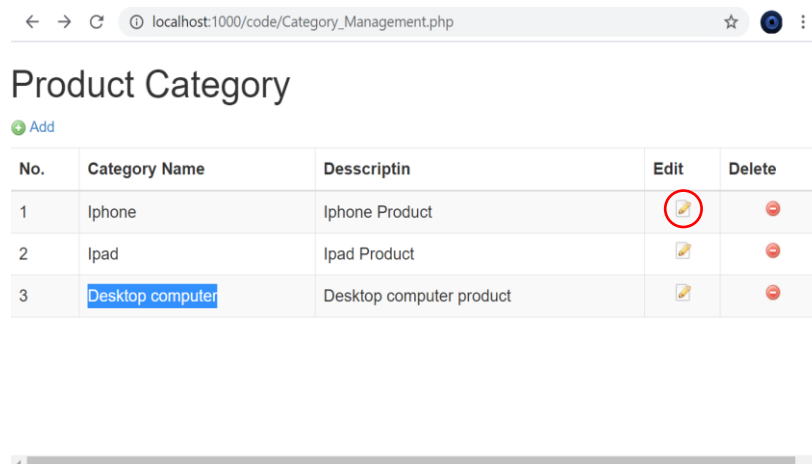 localhost:1000/code/Category_Management.php
Product Category
Add
No. Category Name Desscriptin Edit Delete
1 Iphone Iphone Product
2 Ipad Ipad Product
3 Desktop computer Desktop computer product